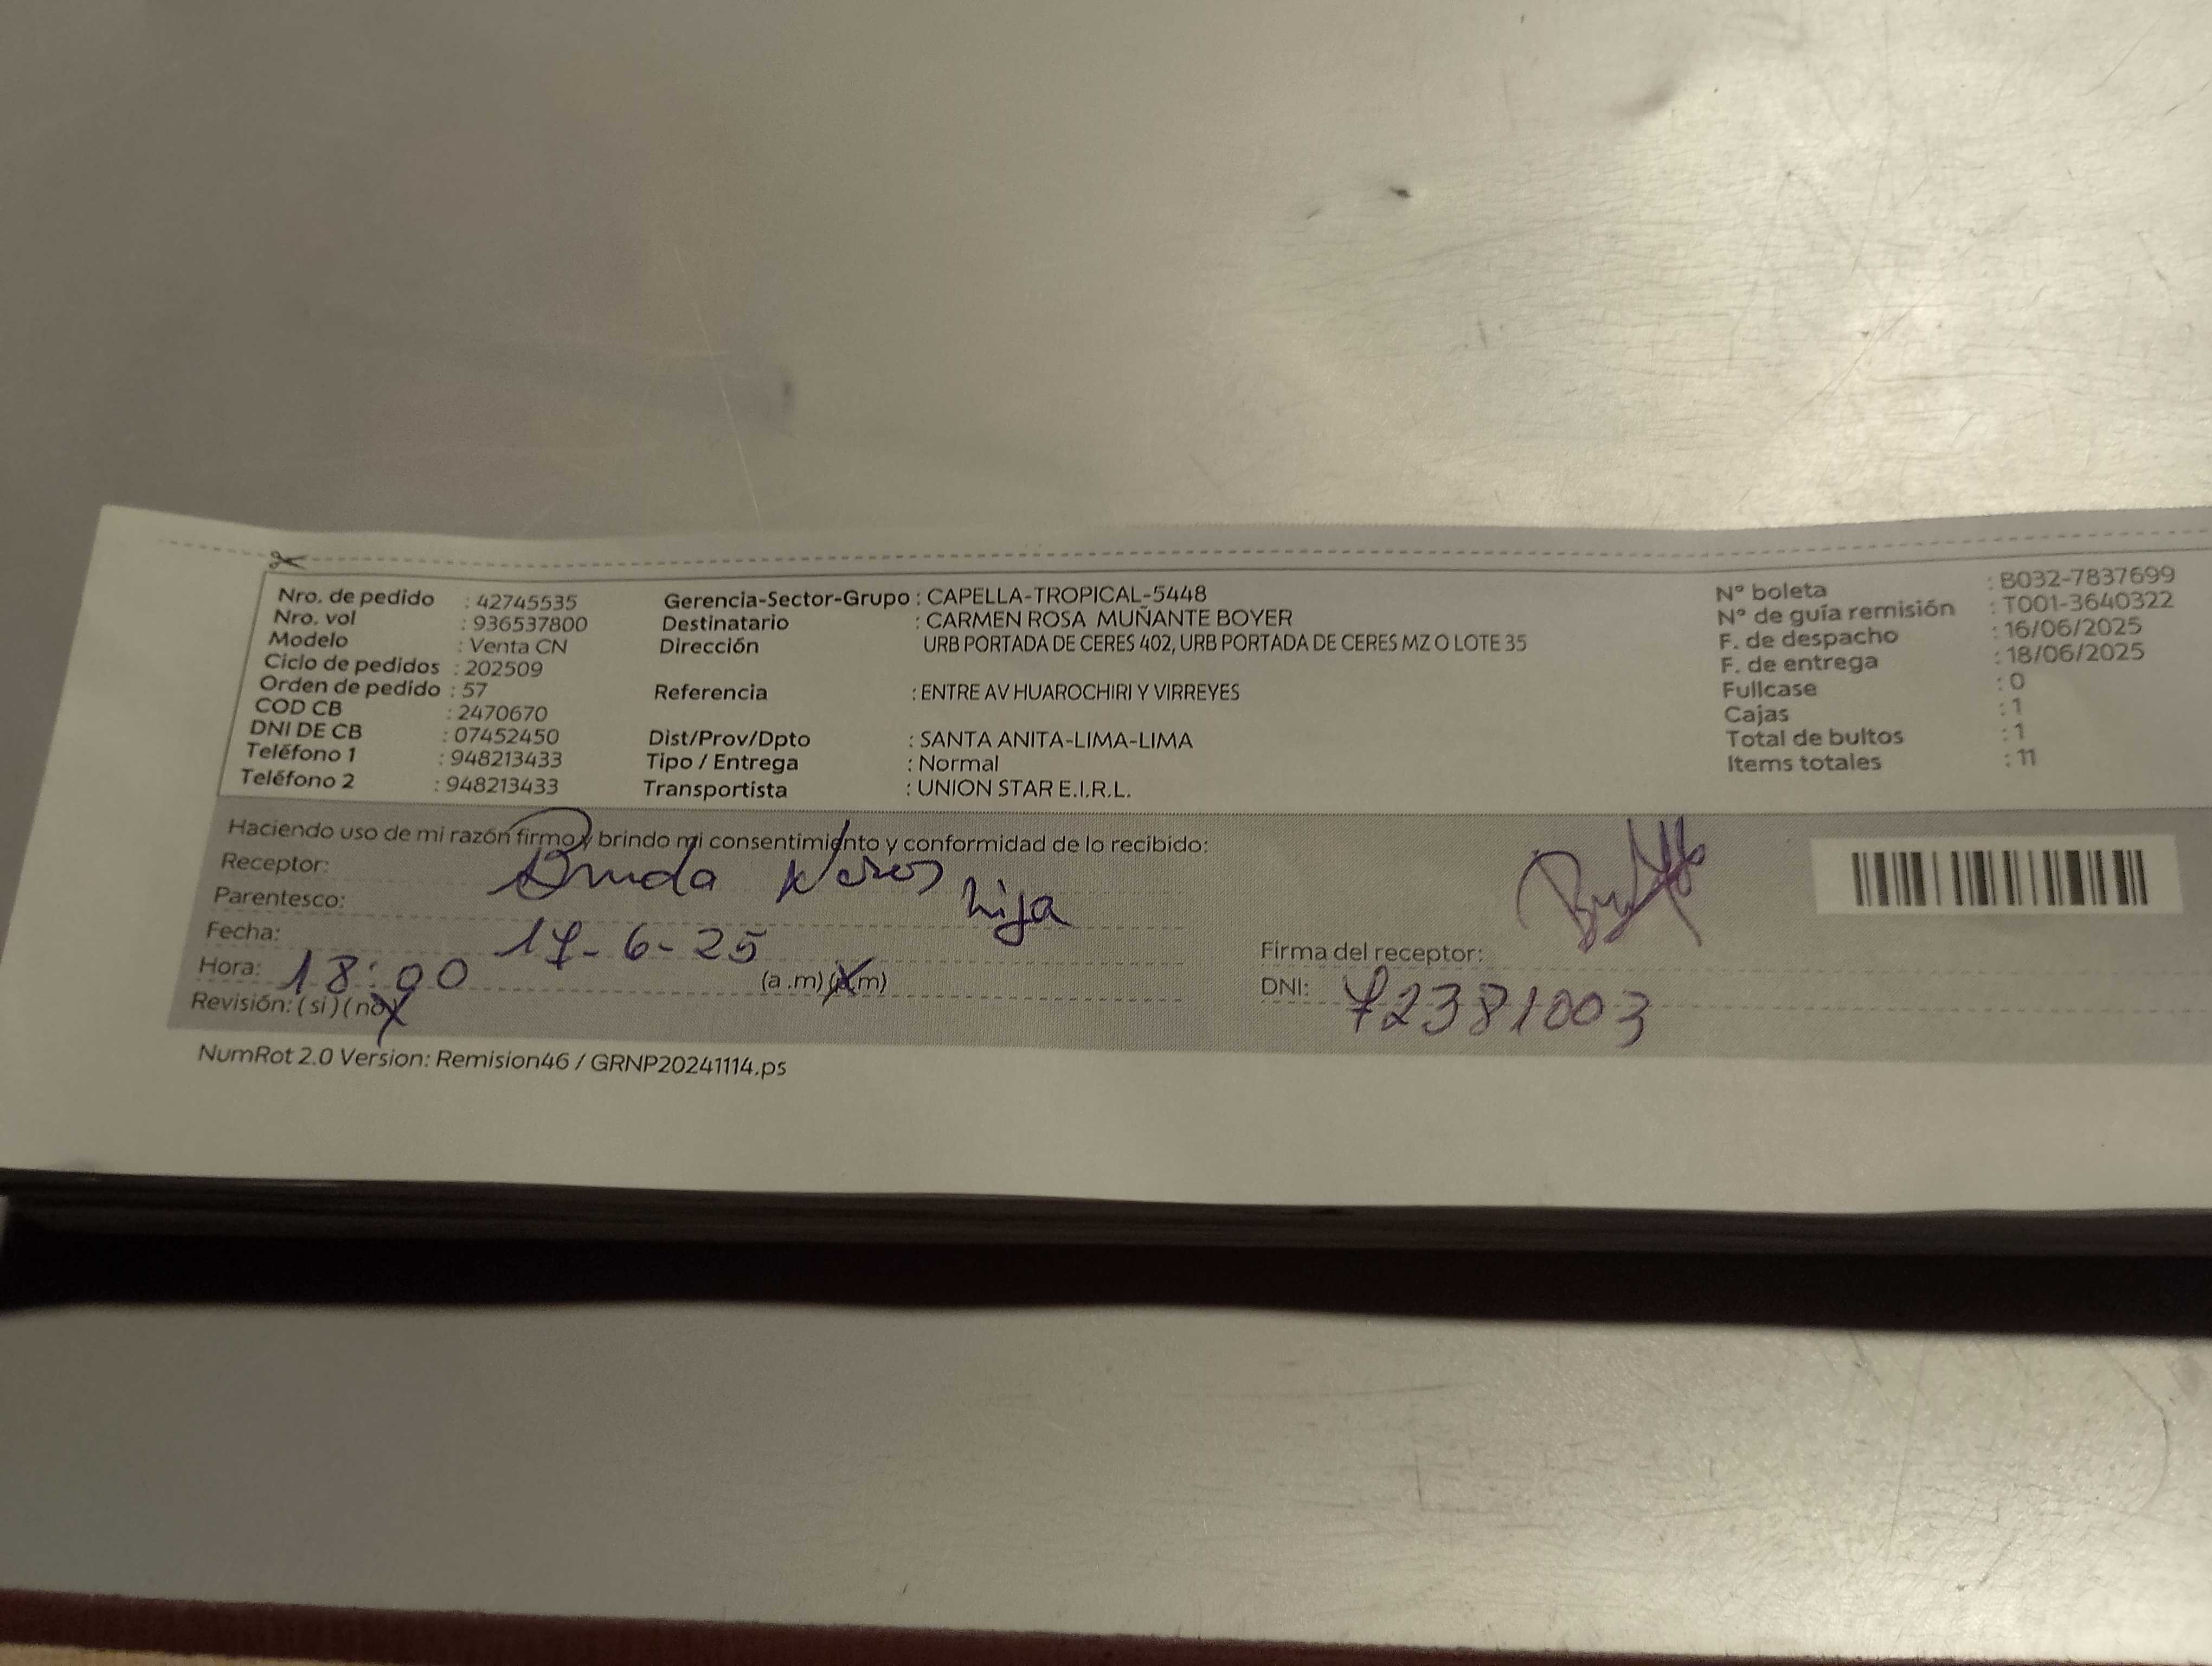 Nro. de pedido : 42745535
Nro. vol : 936537800
Modelo : Venta CN
Ciclo de pedidos : 202509
Orden de pedido : 57
COD CB : 2470670
DNI DE CB : 07452450
Teléfono 1 : 948213433
Teléfono 2 : 948213433
Gerencia-Sector-Grupo : CAPELLA-TROPICAL-5448
Destinatario : CARMEN ROSA MUÑANTE BOYER
Dirección URB PORTADA DE CERES 402, URB PORTADA DE CERES MZ O LOTE 35
Referencia : ENTRE AV HUAROCHIRI Y VIRREYES
Dist/Prov/Dpto : SANTA ANITA-LIMA-LIMA
Tipo / Entrega : Normal
Transportista : UNION STAR E.I.R.L.
N° boleta : B032-7837699
N° de guía remisión : T001-3640322
F. de despacho : 16/06/2025
F. de entrega : 18/06/2025
Fullcase : 0
Cajas : 1
Total de bultos : 1
Items totales : 11
Haciendo uso de mi razón firmo y brindo mi consentimiento y conformidad de lo recibido:
Receptor:
Parentesco: hija
Fecha: 17-6-25
Hora: 18:00 (a.m) (p.m)
Revisión: (si) (no)
Firma del receptor:
DNI: 72381003
NumRot 2.0 Version: Remision46 / GRNP20241114.ps